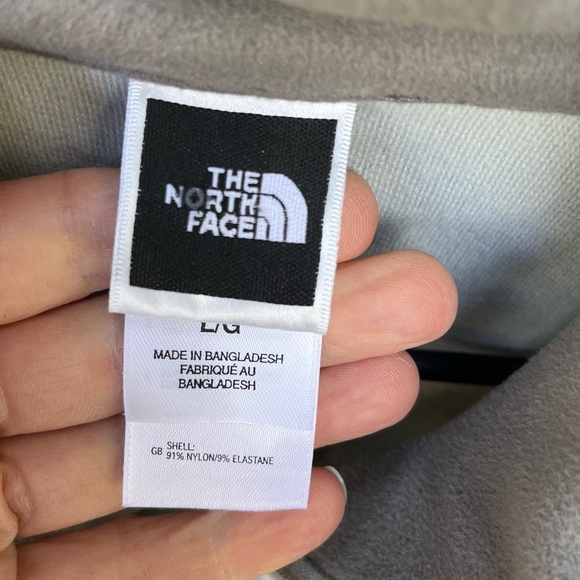 THE
NORTH
FACE
L/G
MADE IN BANGLADESH
FABRIQUÉ AU
BANGLADESH
SHELL:
GB 91% NYLON/9% ELASTANE